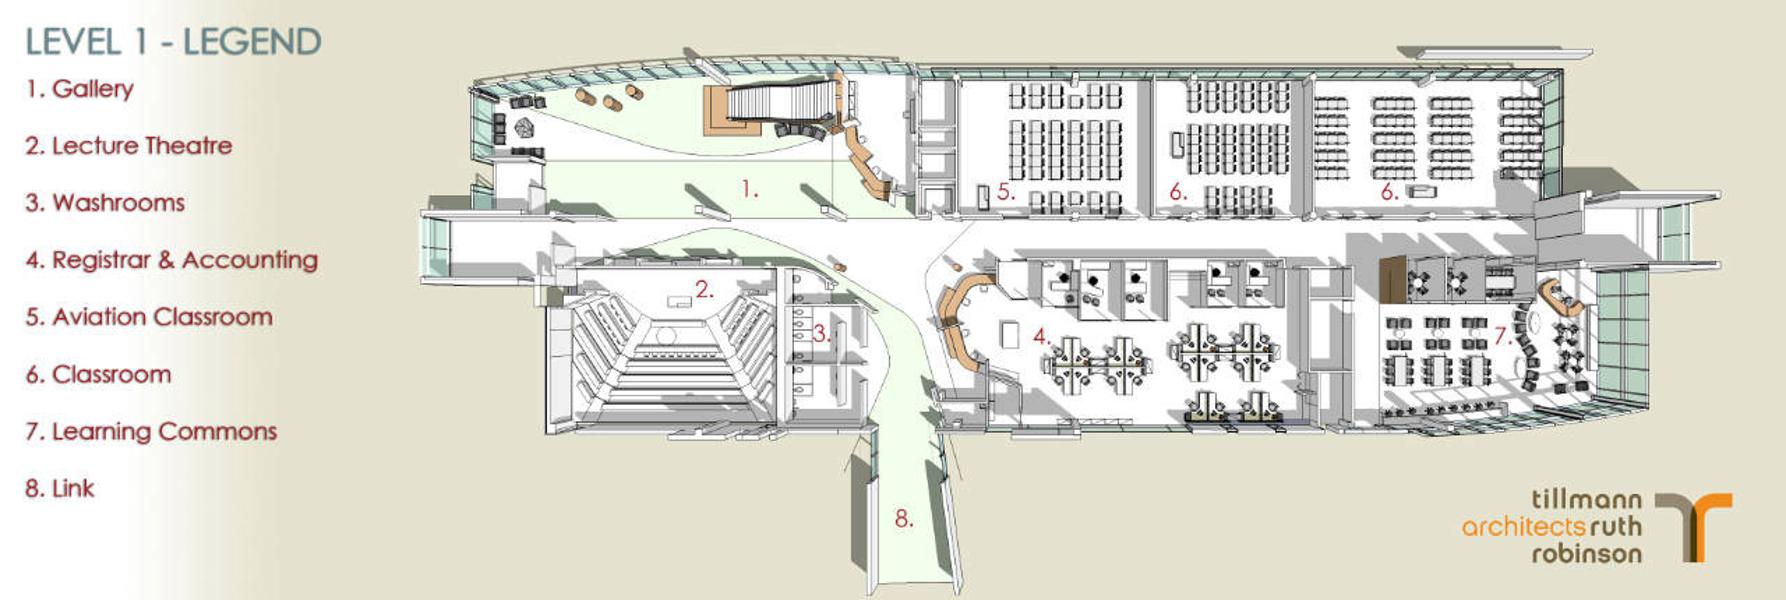 LEVEL 1 - LEGEND
1. Gallery
2. Lecture Theatre
3. Washrooms
4. Registrar & Accounting
5. Aviation Classroom
6. Classroom
7. Learning Commons
8. Link
1.
5.
6.
6.
2.
3.
4.
7.
8.
tillmann
architects ruth
robinson